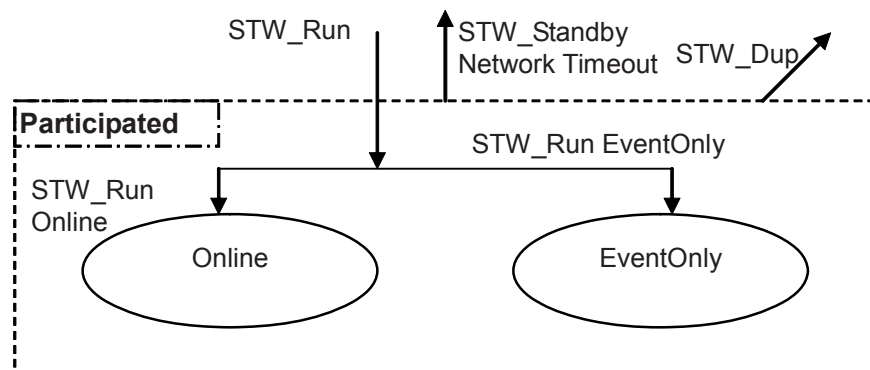 STW_Run
STW_Standby
Network Timeout
STW_Dup
Participated
STW_Run EventOnly
STW_Run
Online
Online
EventOnly